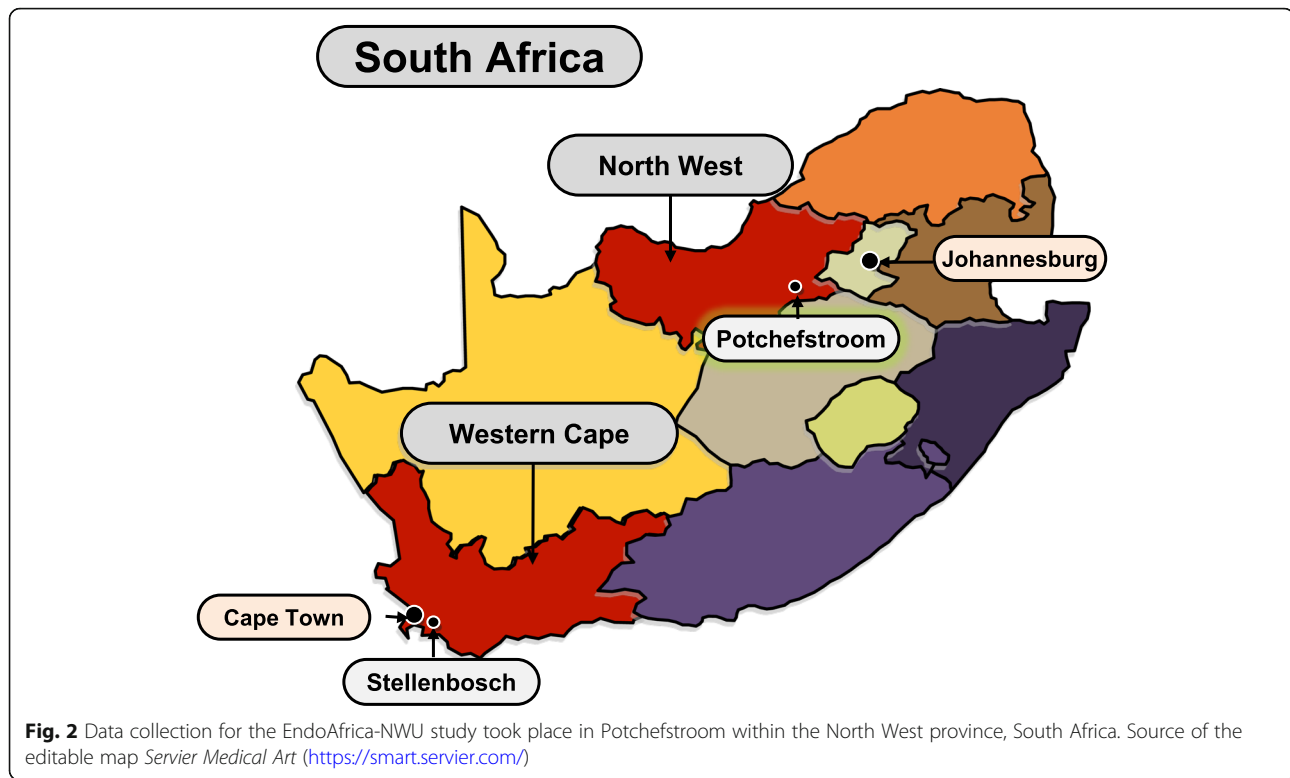 South Africa
North West
Johannesburg
Potchefstroom
Western Cape
Cape Town
Stellenbosch
Fig. 2 Data collection for the EndoAfrica-NWU study took place in Potchefstroom within the North West province, South Africa. Source of the
editable map Servier Medical Art (https://smart.servier.com/)